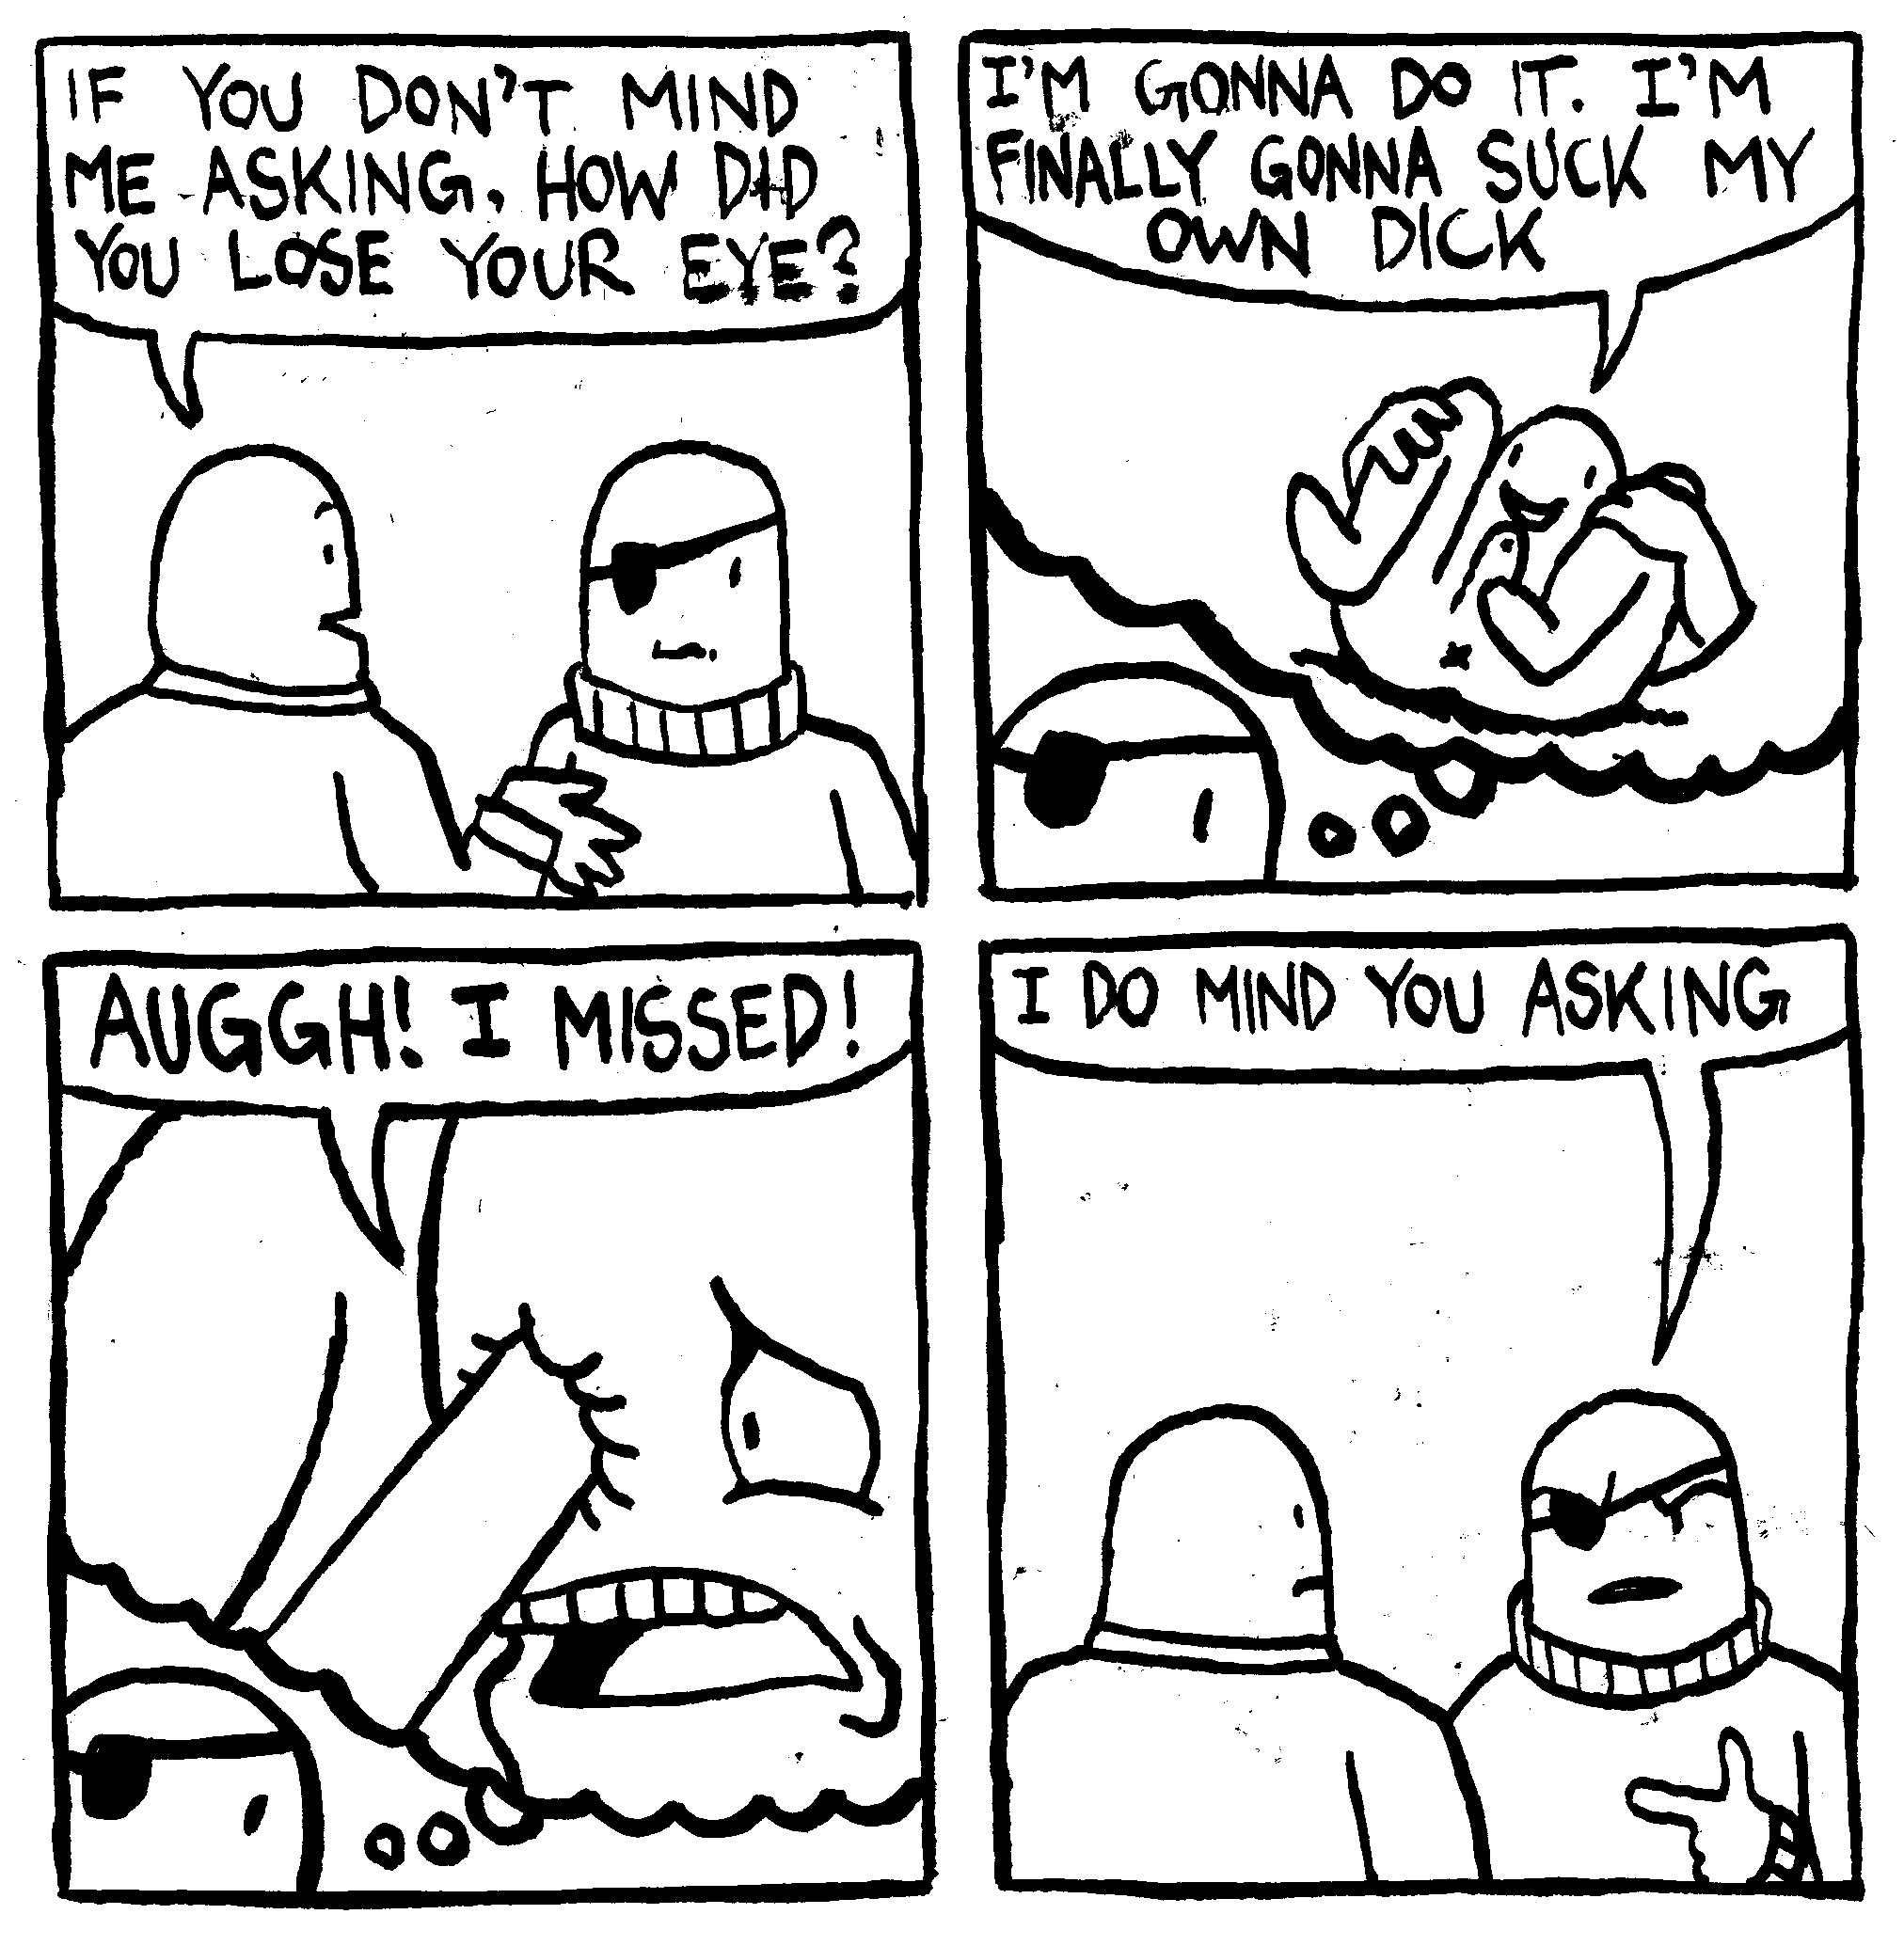 IF YOU DON'T MIND
ME ASKING, HOW DID
YOU LOSE YOUR EYE?
I'M GONNA DO IT. I'M
FINALLY GONNA SUCK MY
OWN DICK
AUGGH! I MISSED!
I DO MIND YOU ASKING